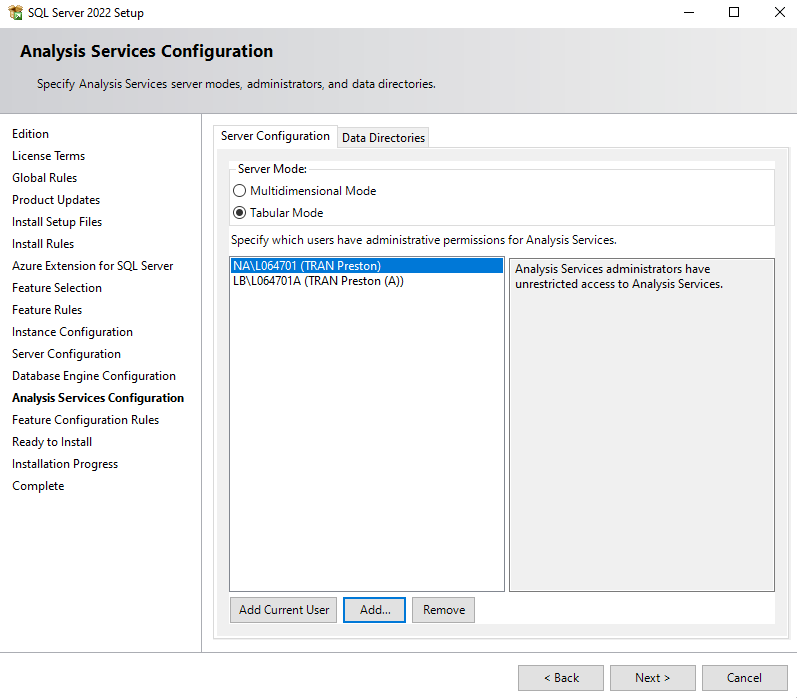 SQL Server 2022 Setup
Analysis Services Configuration
Specify Analysis Services server modes, administrators, and data directories.
Edition
License Terms
Global Rules
Product Updates
Install Setup Files
Install Rules
Azure Extension for SQL Server
Feature Selection
Feature Rules
Instance Configuration
Server Configuration
Database Engine Configuration
Analysis Services Configuration
Feature Configuration Rules
Ready to Install
Installation Progress
Complete
Server Configuration
Data Directories
Server Mode:
Multidimensional Mode
Tabular Mode
Specify which users have administrative permissions for Analysis Services.
NA\L064701 (TRAN Preston)
LB\L064701A (TRAN Preston (A))
Analysis Services administrators have
unrestricted access to Analysis Services.
Add Current User
Add...
Remove
< Back
Next >
Cancel